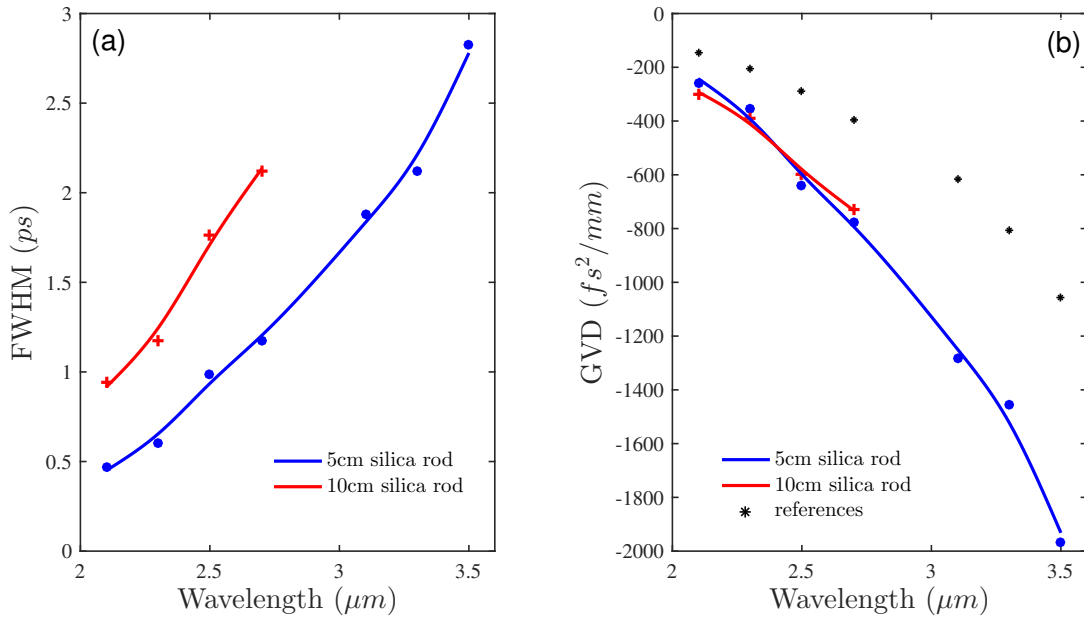 (a)
3
2.5
2
1.5
1
0.5
0
FWHM (ps)
5cm silica rod
10cm silica rod
2 2.5 3 3.5
Wavelength (μm)
(b)
0
-200
-400
-600
-800
-1000
-1200
-1400
-1600
-1800
-2000
GVD (fs²/mm)
5cm silica rod
10cm silica rod
references
2 2.5 3 3.5
Wavelength (μm)